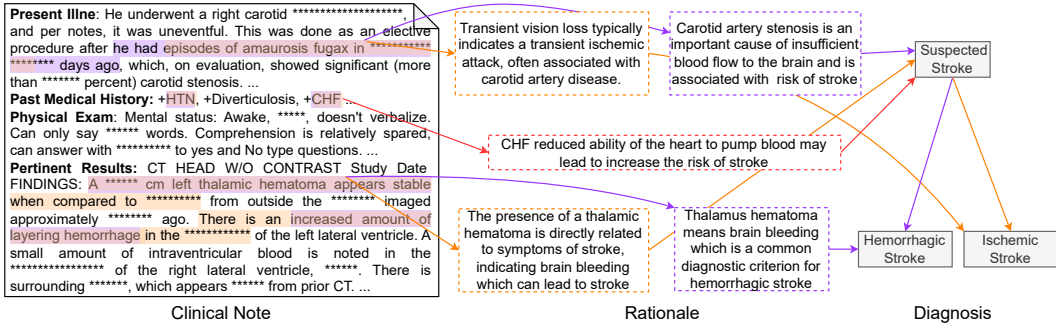 Present Illne: He underwent a right carotid ********************,
and per notes, it was uneventful. This was done as an elective
procedure after he had episodes of amaurosis fugax in ***********
******** days ago, which, on evaluation, showed significant (more
than ******* percent) carotid stenosis. ...
Past Medical History: +HTN, +Diverticulosis, +CHF ...
Physical Exam: Mental status: Awake, *****, doesn't verbalize.
Can only say ****** words. Comprehension is relatively spared,
can answer with ********** to yes and No type questions. ...
Pertinent Results: CT HEAD W/O CONTRAST Study Date
FINDINGS: A ****** cm left thalamic hematoma appears stable
when compared to ********** from outside the ******** imaged
approximately ******** ago. There is an increased amount of
layering hemorrhage in the ************ of the left lateral ventricle. A
small amount of intraventricular blood is noted in the
***************** of the right lateral ventricle, ******. There is
surrounding *******, which appears ****** from prior CT. ...
Clinical Note
Transient vision loss typically
indicates a transient ischemic
attack, often associated with
carotid artery disease.
Carotid artery stenosis is an
important cause of insufficient
blood flow to the brain and is
associated with risk of stroke
CHF reduced ability of the heart to pump blood may
lead to increase the risk of stroke
The presence of a thalamic
hematoma is directly related
to symptoms of stroke,
indicating brain bleeding
which can lead to stroke
Thalamus hematoma
means brain bleeding
which is a common
diagnostic criterion for
hemorrhagic stroke
Rationale
Suspected
Stroke
Hemorrhagic
Stroke
Ischemic
Stroke
Diagnosis